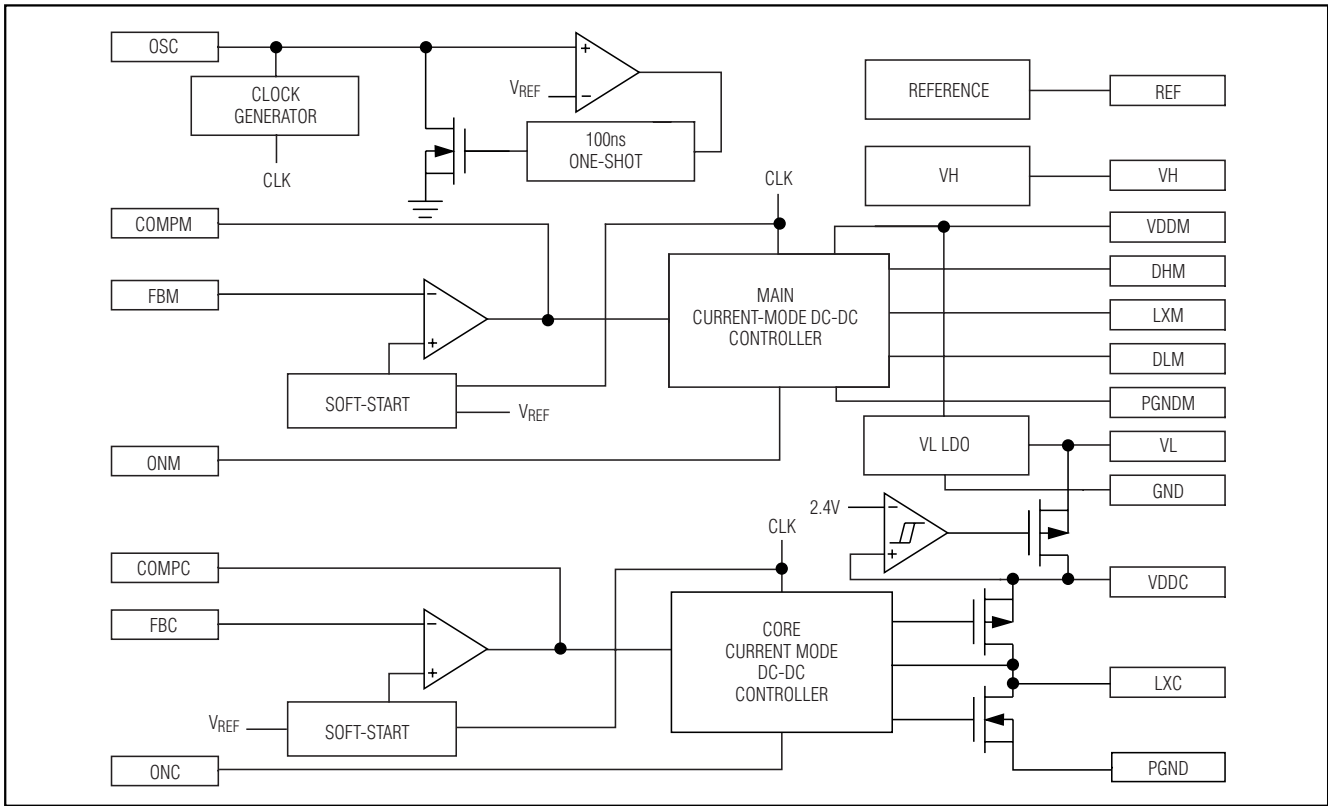 OSC
CLOCK
GENERATOR
CLK
VREF
+
−
100ns
ONE-SHOT
REFERENCE
REF
VH
VH
COMPM
FBM
−
+
SOFT-START
VREF
ONM
CLK
MAIN
CURRENT-MODE DC-DC
CONTROLLER
VDDM
DHM
LXM
DLM
PGNDM
VL LDO
VL
GND
2.4V
−
+
VDDC
COMPC
FBC
−
+
VREF
SOFT-START
ONC
CLK
CORE
CURRENT MODE
DC-DC
CONTROLLER
LXC
PGND